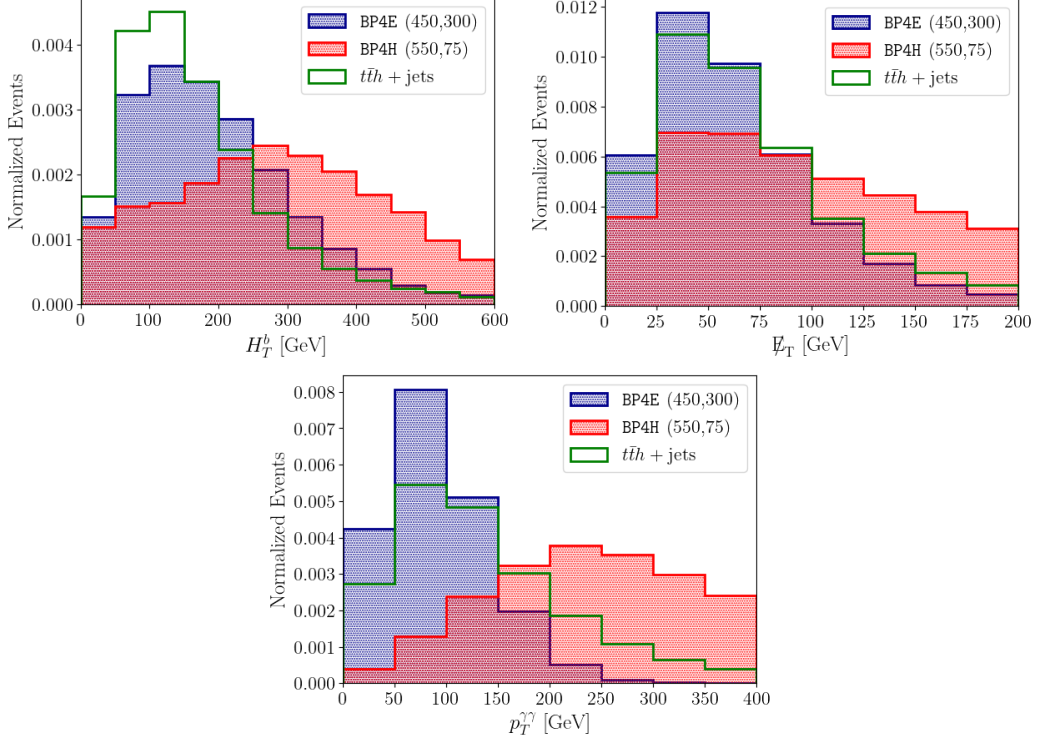 0.004
0.003
0.002
0.001
0.000
Normalized Events
BP4E (450,300)
BP4H (550,75)
tt̄h + jets
0 100 200 300 400 500 600
H_T^b [GeV]
0.012
0.010
0.008
0.006
0.004
0.002
0.000
Normalized Events
BP4E (450,300)
BP4H (550,75)
tt̄h + jets
0 25 50 75 100 125 150 175 200
E̸_T [GeV]
0.008
0.007
0.006
0.005
0.004
0.003
0.002
0.001
0.000
Normalized Events
BP4E (450,300)
BP4H (550,75)
tt̄h + jets
0 50 100 150 200 250 300 350 400
p_T^{γγ} [GeV]